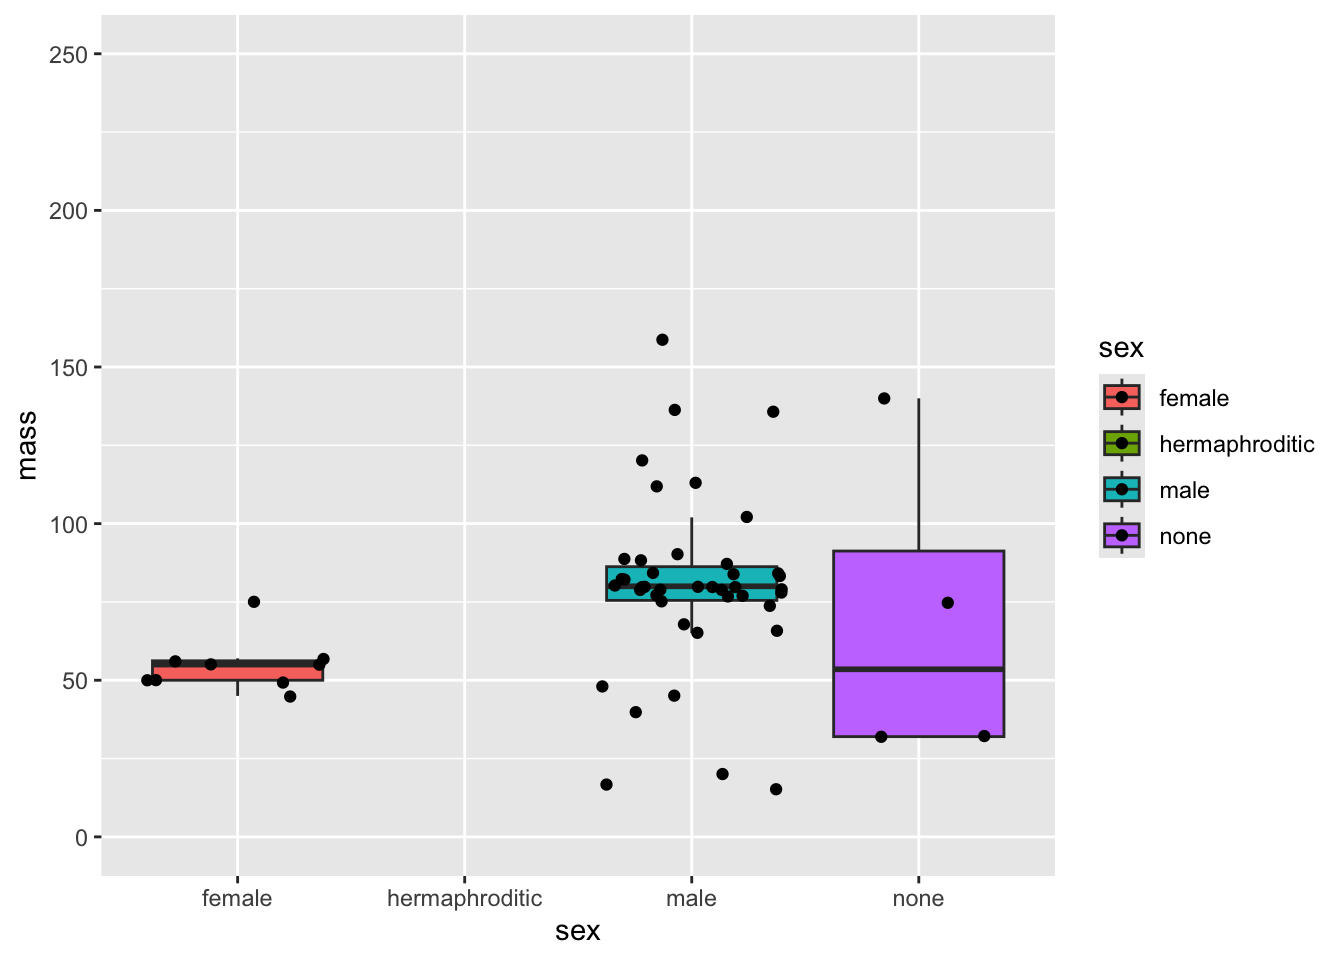 250
200
150
100
50
0
mass
female
hermaphroditic
male
none
sex
sex
female
hermaphroditic
male
none